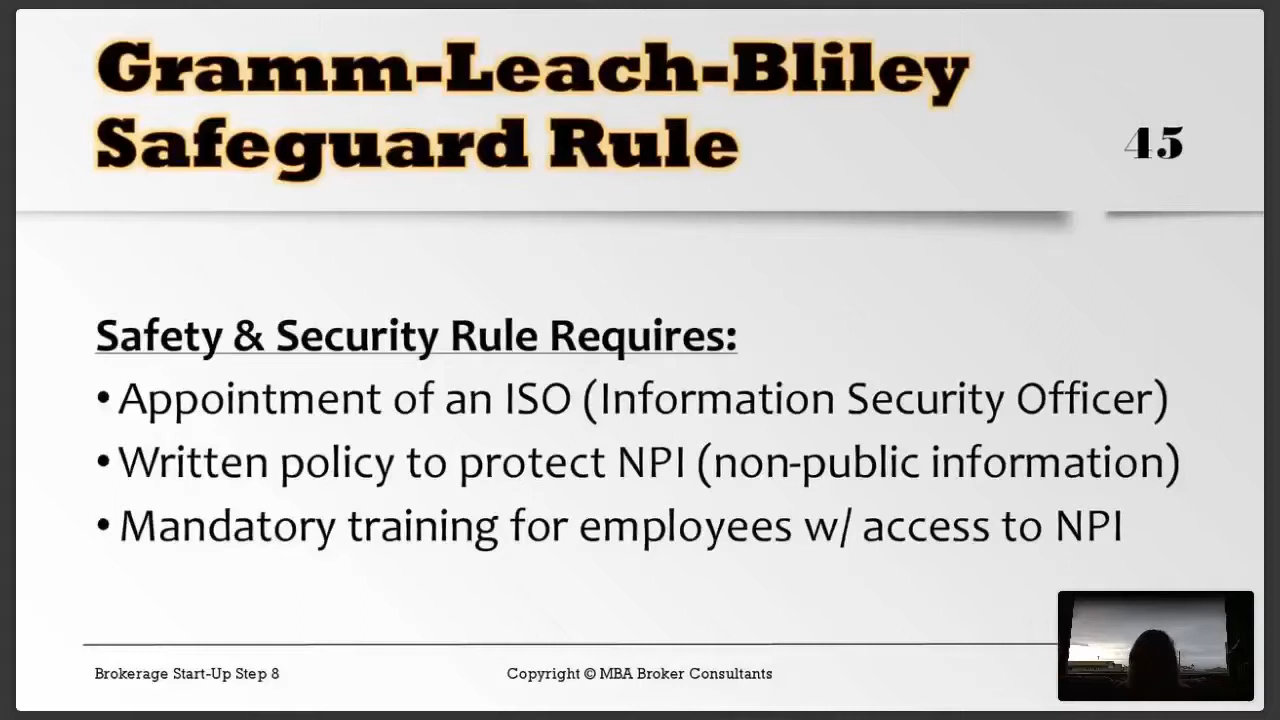 Gramm-Leach-Bliley
Safeguard Rule
45
Safety & Security Rule Requires:
• Appointment of an ISO (Information Security Officer)
• Written policy to protect NPI (non-public information)
• Mandatory training for employees w/ access to NPI
Brokerage Start-Up Step 8
Copyright © MBA Broker Consultants